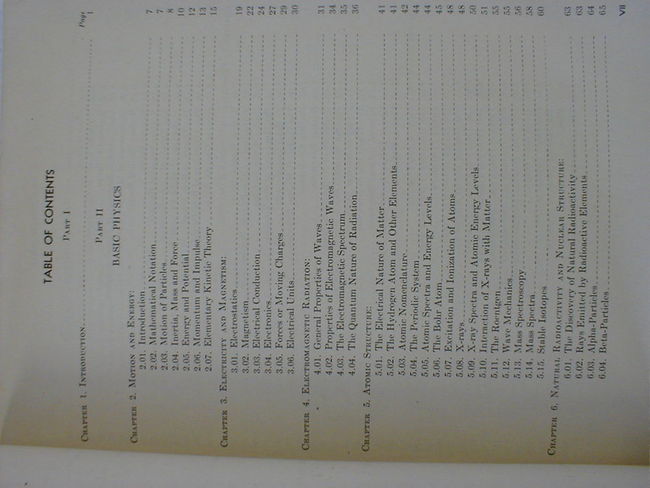 TABLE OF CONTENTS
PART I
Page
CHAPTER 1. INTRODUCTION 1
PART II
BASIC PHYSICS
CHAPTER 2. MOTION AND ENERGY:
2.01. Introduction 7
2.02. Mathematical Notation 7
2.03. Motion of Particles 8
2.04. Inertia, Mass and Force 10
2.05. Energy and Potential 12
2.06. Momentum and Impulse 13
2.07. Elementary Kinetic Theory 15
CHAPTER 3. ELECTRICITY AND MAGNETISM:
3.01. Electrostatics 19
3.02. Magnetism 22
3.03. Electrical Conduction 24
3.04. Electronics 27
3.05. Forces on Moving Charges 29
3.06. Electrical Units 30
CHAPTER 4. ELECTROMAGNETIC RADIATION:
4.01. General Properties of Waves 31
4.02. Properties of Electromagnetic Waves 34
4.03. The Electromagnetic Spectrum 35
4.04. The Quantum Nature of Radiation 36
CHAPTER 5. ATOMIC STRUCTURE:
5.01. The Electrical Nature of Matter 41
5.02. The Hydrogen Atom and Other Elements 41
5.03. Atomic Nomenclature 42
5.04. The Periodic System 44
5.05. Atomic Spectra and Energy Levels 44
5.06. The Bohr Atom 45
5.07. Excitation and Ionization of Atoms 48
5.08. X-rays 48
5.09. X-ray Spectra and Atomic Energy Levels 50
5.10. Interaction of X-rays with Matter 51
5.11. The Roentgen 55
5.12. Wave Mechanics 55
5.13. Mass Spectroscopy 56
5.14. Mass Spectra 58
5.15. Stable Isotopes 60
CHAPTER 6. NATURAL RADIOACTIVITY AND NUCLEAR STRUCTURE:
6.01. The Discovery of Natural Radioactivity 63
6.02. Rays Emitted by Radioactive Elements 63
6.03. Alpha-Particles 64
6.04. Beta-Particles 65
VII